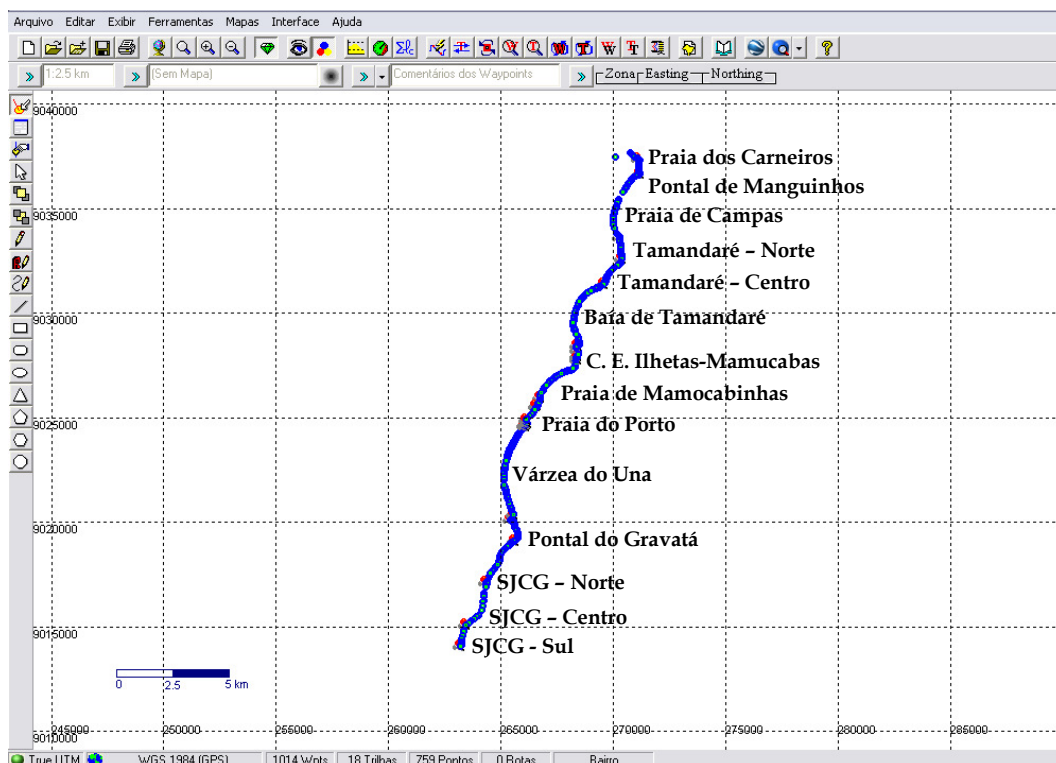 Arquivo Editar Exibir Ferramentas Mapas Interface Ajuda
1:2.5 km (Sem Mapa) Comentários dos Waypoints Zona Easting Northing
9040000
Praia dos Carneiros
Pontal de Manguinhos
9035000
Praia de Campas
Tamandaré – Norte
Tamandaré – Centro
9030000
Baía de Tamandaré
C. E. Ilhetas-Mamucabas
Praia de Mamocabinhas
9025000
Praia do Porto
Várzea do Una
9020000
Pontal do Gravatá
SJCG – Norte
SJCG – Centro
9015000
SJCG - Sul
0 2.5 5 km
245000 250000 255000 260000 265000 270000 275000 280000 285000
9010000
True UTM WGS 1984 (GPS) 1014 Wpts 18 Trilhas 759 Pontos 0 Rotas Bairro